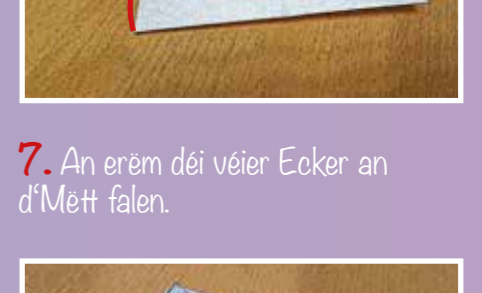 7. An erëm déi véier Ecker an
d‘Mëtt falen.